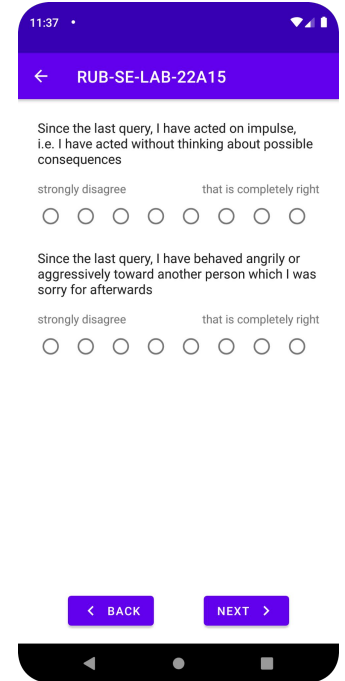 11:37
RUB-SE-LAB-22A15
Since the last query, I have acted on impulse,
i.e. I have acted without thinking about possible
consequences
strongly disagree that is completely right
Since the last query, I have behaved angrily or
aggressively toward another person which I was
sorry for afterwards
strongly disagree that is completely right
BACK NEXT